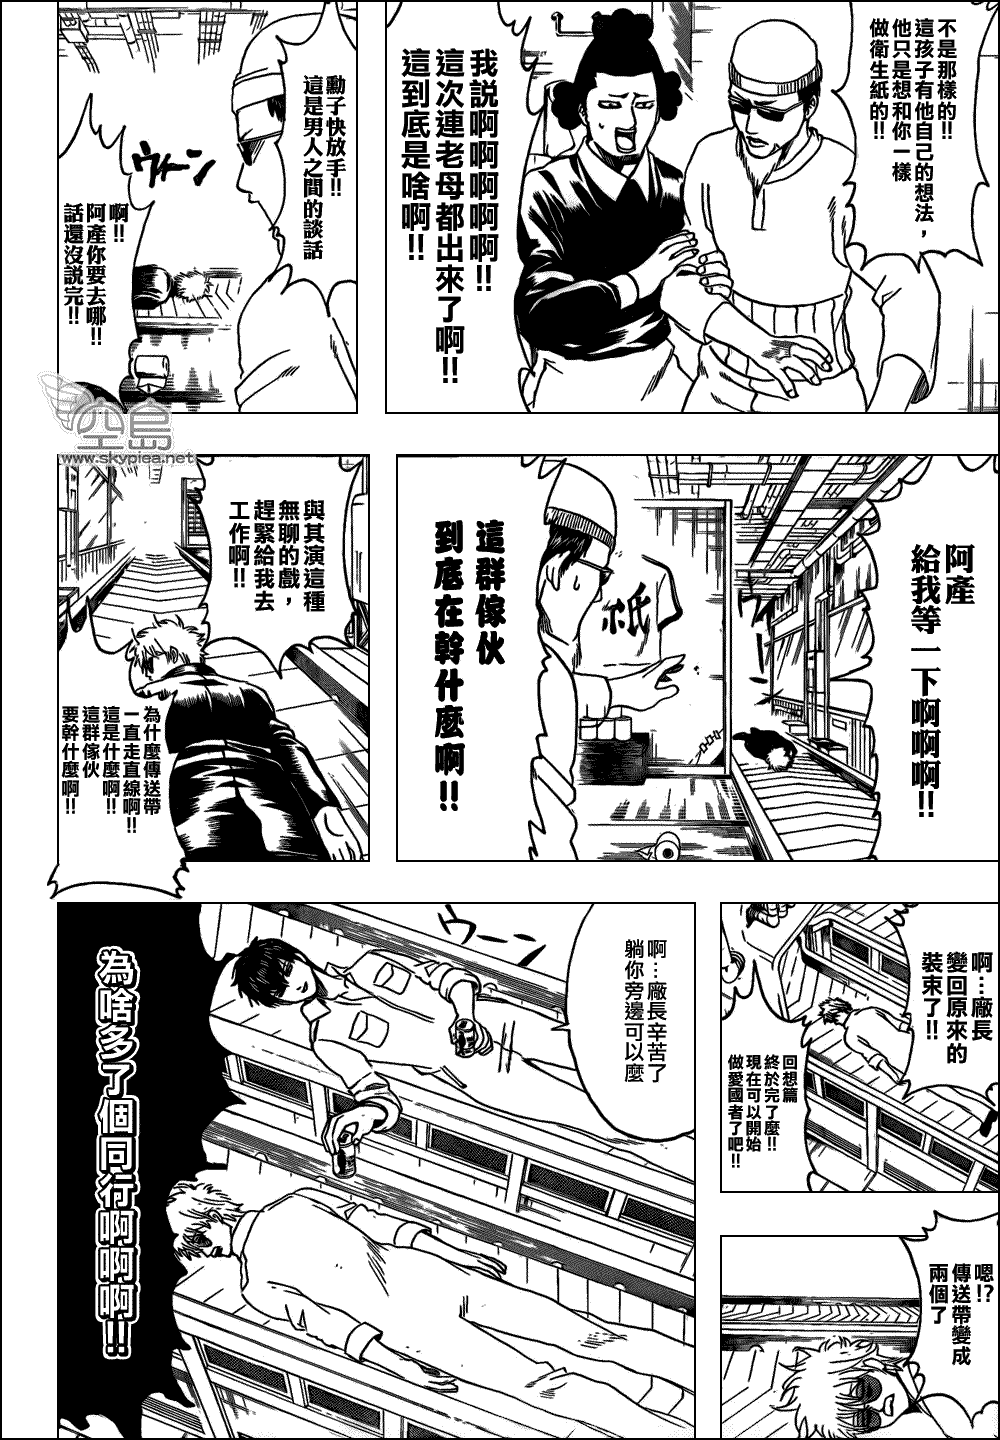 不是那樣的!!
這孩子有他自己的想法，
他只是想和你一樣
做衛生紙的!!
我説啊啊啊啊啊!!
這次連老母都出來了啊!!
這到底是啥啊!!
勳子快放手!!
這是男人之間的談話
ウィーン
啊!!
阿產你要去哪!!
話還沒説完!!
空島
www.skypiea.net
阿產
給我等一下啊啊啊!!
紙
這群傢伙
到底在幹什麼啊!!
與其演這種
無聊的戲，
趕緊給我去
工作啊!!
為什麼傳送帶
一直走直線啊!!
這是什麼啊!!
這群傢伙
要幹什麼啊!!
啊…廠長
變回原來的
裝束了!!
回想篇
終於完了麼!!
現在可以開始
做愛國者了吧!!
嗯!?
傳送帶變成
兩個了
啊…廠長辛苦了
躺你旁邊可以麼
ウィーン
為啥多了個同行啊啊啊!!